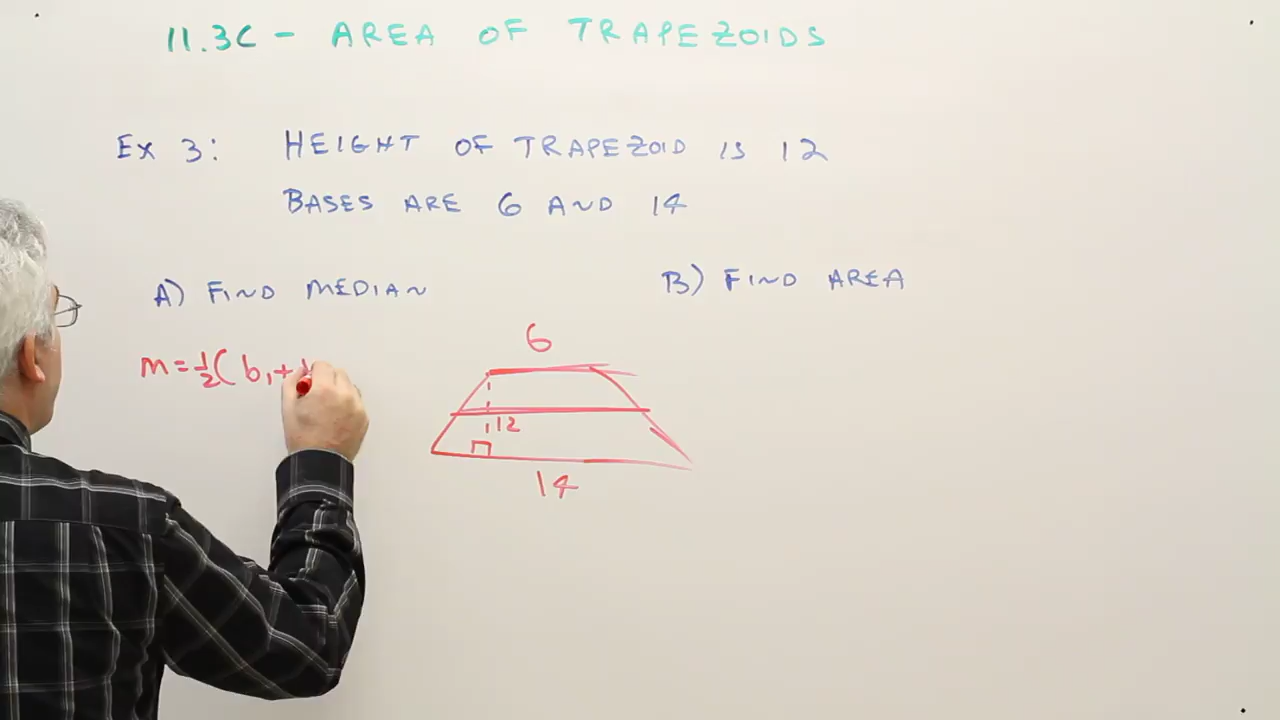 11.3C - AREA OF TRAPEZOIDS
Ex 3: HEIGHT OF TRAPEZOID IS 12
BASES ARE 6 AND 14
A) FIND MEDIAN
B) FIND AREA
m = 1/2 ( b₁ +
6
12
14